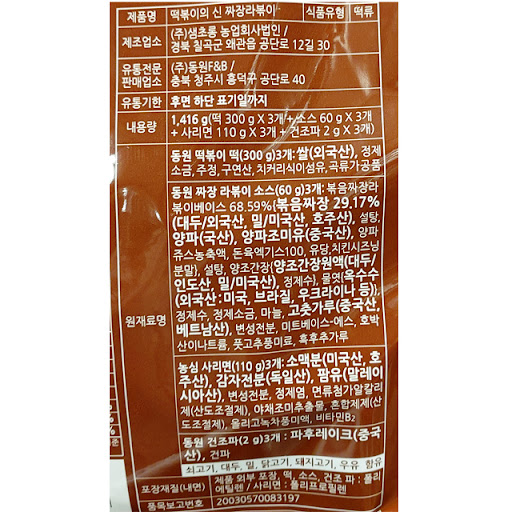 제품명 떡볶이의 신 짜장라볶이 식품유형 떡류
제조업소 (주)샘초롱 농업회사법인 /
경북 칠곡군 왜관읍 공단로 12길 30
유통전문 판매업소 (주)동원F&B /
충북 청주시 흥덕구 공단로 40
유통기한 후면 하단 표기일까지
내용량 1,416 g(떡 300 g X 3개 + 소스 60 g X 3개
+ 사리면 110 g X 3개 + 건조파 2 g X 3개)
원재료명
동원 떡볶이 떡(300 g)3개: 쌀(외국산), 정제
소금, 주정, 구연산, 치커리식이섬유, 곡류가공품
동원 짜장 라볶이 소스(60 g)3개: 볶음짜장라
볶이베이스 68.59%{볶음짜장 29.17%
(대두/외국산, 밀/미국산, 호주산), 설탕,
양파(국산), 양파조미유(중국산), 양파
쥬스농축액, 돈육엑기스100, 유당, 치킨시즈닝
분말}, 설탕, 양조간장{양조간장원액(대두/
인도산, 밀/미국산), 정제수}, 물엿{옥수수
(외국산: 미국, 브라질, 우크라이나 등)},
정제수, 정제소금, 마늘, 고춧가루(중국산,
베트남산), 변성전분, 미트베이스-에스, 호박
산이나트륨, 풋고추풍미료, 흑후추가루
농심 사리면(110 g)3개: 소맥분(미국산, 호
주산), 감자전분(독일산), 팜유(말레이
시아산), 변성전분, 정제염, 면류첨가알칼리
제(산도조절제), 야채조미추출물, 혼합제제(산
도조절제), 올리고녹차풍미액, 비타민B2
동원 건조파(2 g)3개 : 파후레이크(중국
산), 건파
쇠고기, 대두, 밀, 닭고기, 돼지고기, 우유 함유
포장재질(내면) 제품 외부 포장, 떡, 소스, 건조 파 : 폴리
에틸렌 / 사리면 : 폴리프로필렌
품목보고번호 20030570083197